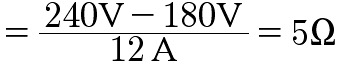 = \frac{240V - 180V}{12 A} = 5Ω